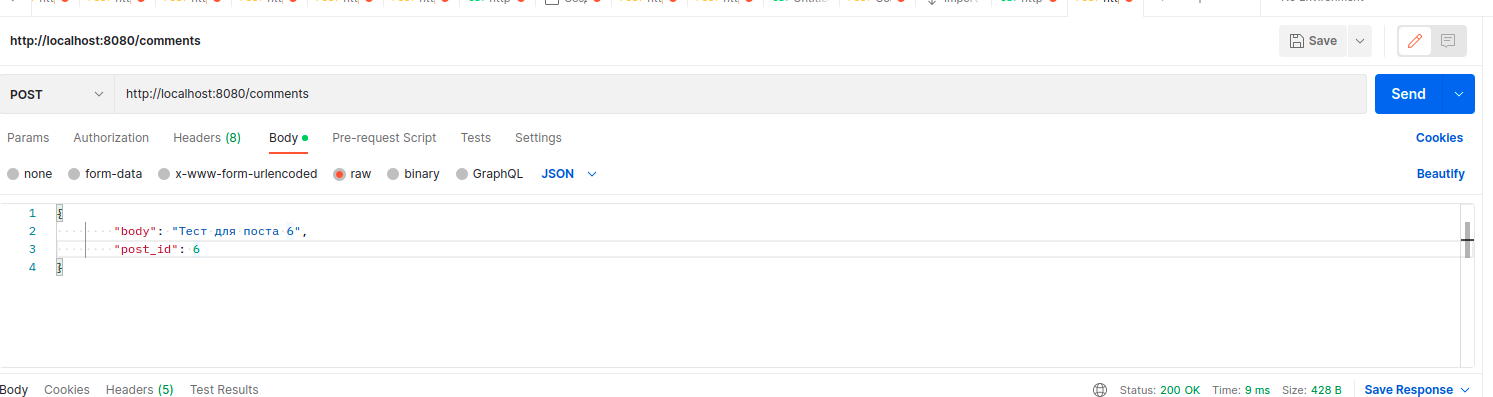 http://localhost:8080/comments
Save
POST
http://localhost:8080/comments
Send
Params Authorization Headers (8) Body Pre-request Script Tests Settings Cookies
none form-data x-www-form-urlencoded raw binary GraphQL JSON Beautify
1 {
2 "body": "Тест для поста 6",
3 "post_id": 6
4 }
Body Cookies Headers (5) Test Results Status: 200 OK Time: 9 ms Size: 428 B Save Response